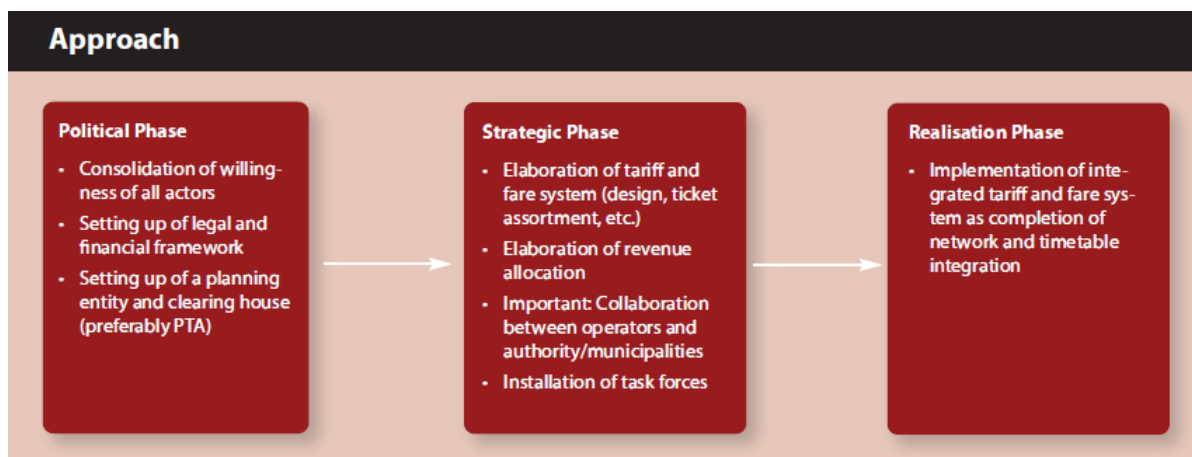 Approach
Political Phase
• Consolidation of willing-
ness of all actors
• Setting up of legal and
financial framework
• Setting up of a planning
entity and clearing house
(preferably PTA)
Strategic Phase
• Elaboration of tariff and
fare system (design, ticket
assortment, etc.)
• Elaboration of revenue
allocation
• Important: Collaboration
between operators and
authority/municipalities
• Installation of task forces
Realisation Phase
• Implementation of inte-
grated tariff and fare sys-
tem as completion of
network and timetable
integration